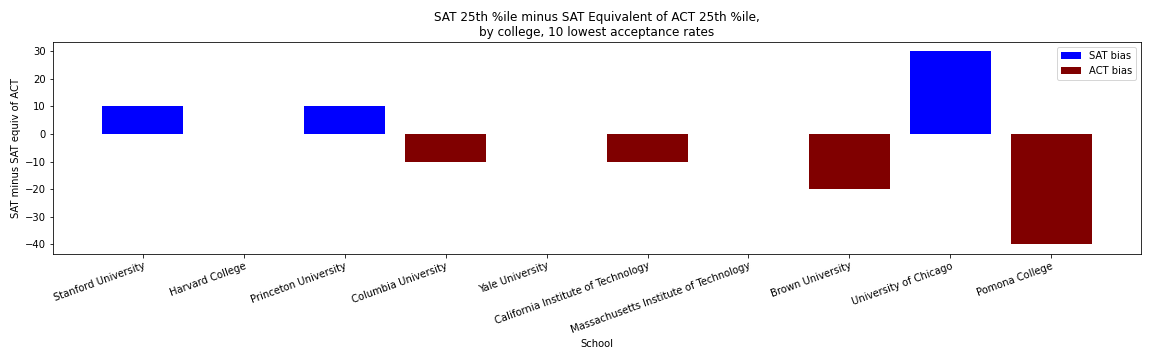 SAT 25th %ile minus SAT Equivalent of ACT 25th %ile,
by college, 10 lowest acceptance rates
SAT bias
ACT bias
SAT minus SAT equiv of ACT
30
20
10
0
−10
−20
−30
−40
Stanford University
Harvard College
Princeton University
Columbia University
Yale University
California Institute of Technology
Massachusetts Institute of Technology
Brown University
University of Chicago
Pomona College
School